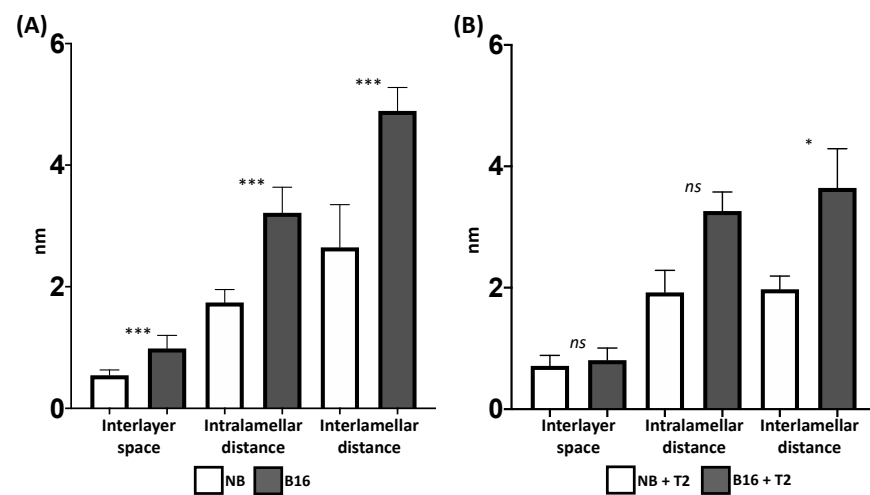 (A)
6
4
2
0
nm
***
***
***
Interlayer space
Intralamellar distance
Interlamellar distance
NB
B16
(B)
6
4
2
0
nm
ns
ns
*
Interlayer space
Intralamellar distance
Interlamellar distance
NB + T2
B16 + T2